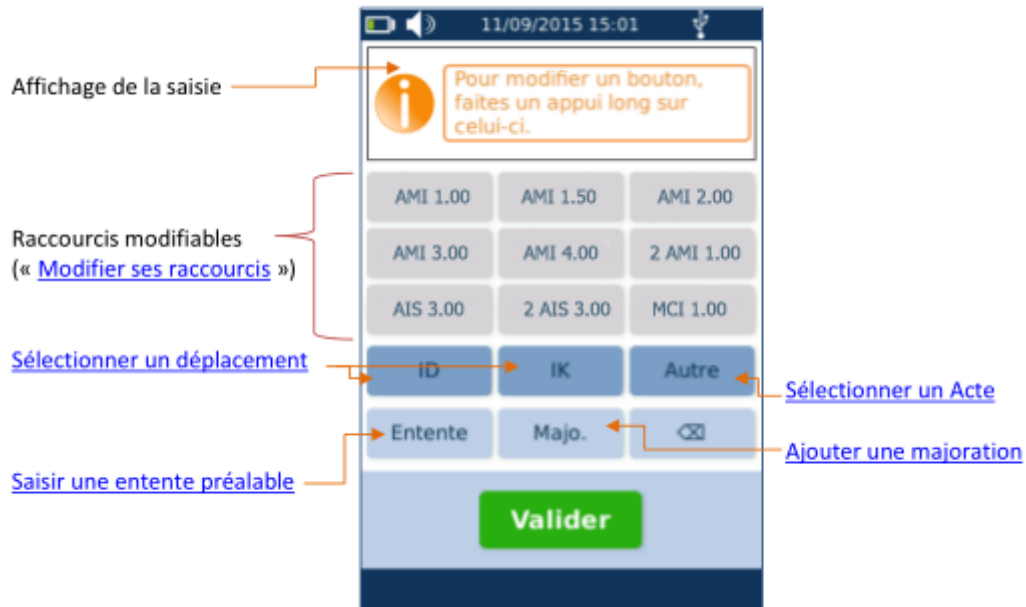 11/09/2015 15:01
Affichage de la saisie
Pour modifier un bouton,
faites un appui long sur
celui-ci.
AMI 1.00 AMI 1.50 AMI 2.00
Raccourcis modifiables
(« Modifier ses raccourcis »)
AMI 3.00 AMI 4.00 2 AMI 1.00
AIS 3.00 2 AIS 3.00 MCI 1.00
Sélectionner un déplacement
ID IK Autre
Sélectionner un Acte
Entente Majo.
Ajouter une majoration
Saisir une entente préalable
Valider